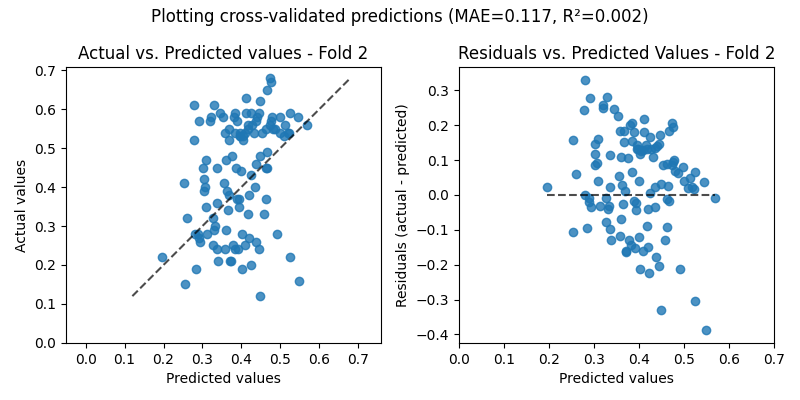 Plotting cross-validated predictions (MAE=0.117, R²=0.002)
Actual vs. Predicted values - Fold 2
Actual values
0.7
0.6
0.5
0.4
0.3
0.2
0.1
0.0
0.0 0.1 0.2 0.3 0.4 0.5 0.6 0.7
Predicted values
Residuals vs. Predicted Values - Fold 2
Residuals (actual - predicted)
0.3
0.2
0.1
0.0
−0.1
−0.2
−0.3
−0.4
0.0 0.1 0.2 0.3 0.4 0.5 0.6 0.7
Predicted values